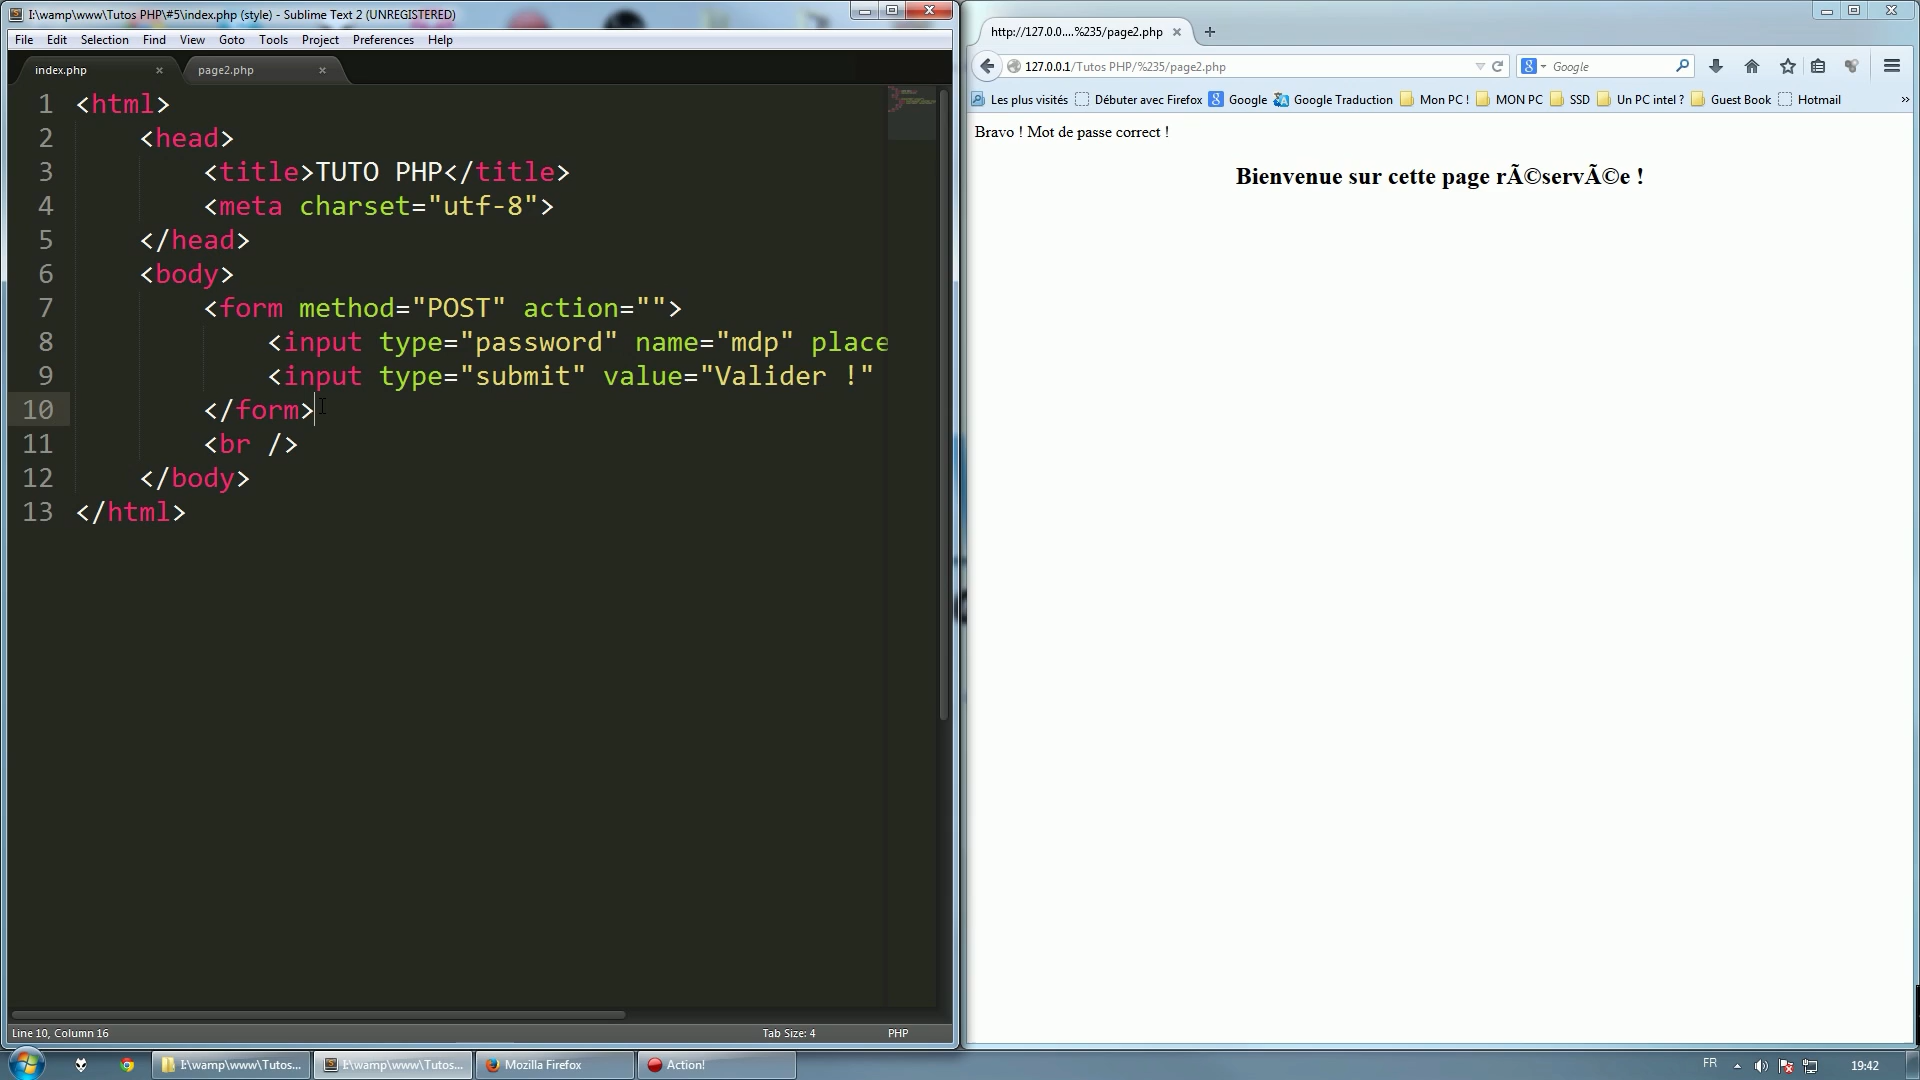 I:\wamp\www\Tutos PHP\#5\index.php (style) - Sublime Text 2 (UNREGISTERED)
File Edit Selection Find View Goto Tools Project Preferences Help
index.php × page2.php ×
1 <html>
2 <head>
3 <title>TUTO PHP</title>
4 <meta charset="utf-8">
5 </head>
6 <body>
7 <form method="POST" action="">
8 <input type="password" name="mdp" place
9 <input type="submit" value="Valider !"
10 </form>
11 <br />
12 </body>
13 </html>
Line 10, Column 16 Tab Size: 4 PHP
http://127.0.0....%235/page2.php × +
127.0.0.1/Tutos PHP/%235/page2.php Google
Les plus visités Débuter avec Firefox Google Google Traduction Mon PC ! MON PC SSD Un PC intel ? Guest Book Hotmail »
Bravo ! Mot de passe correct !
Bienvenue sur cette page rÃ©servÃ©e !
I:\wamp\www\Tutos... I:\wamp\www\Tutos... Mozilla Firefox Action! FR 19:42